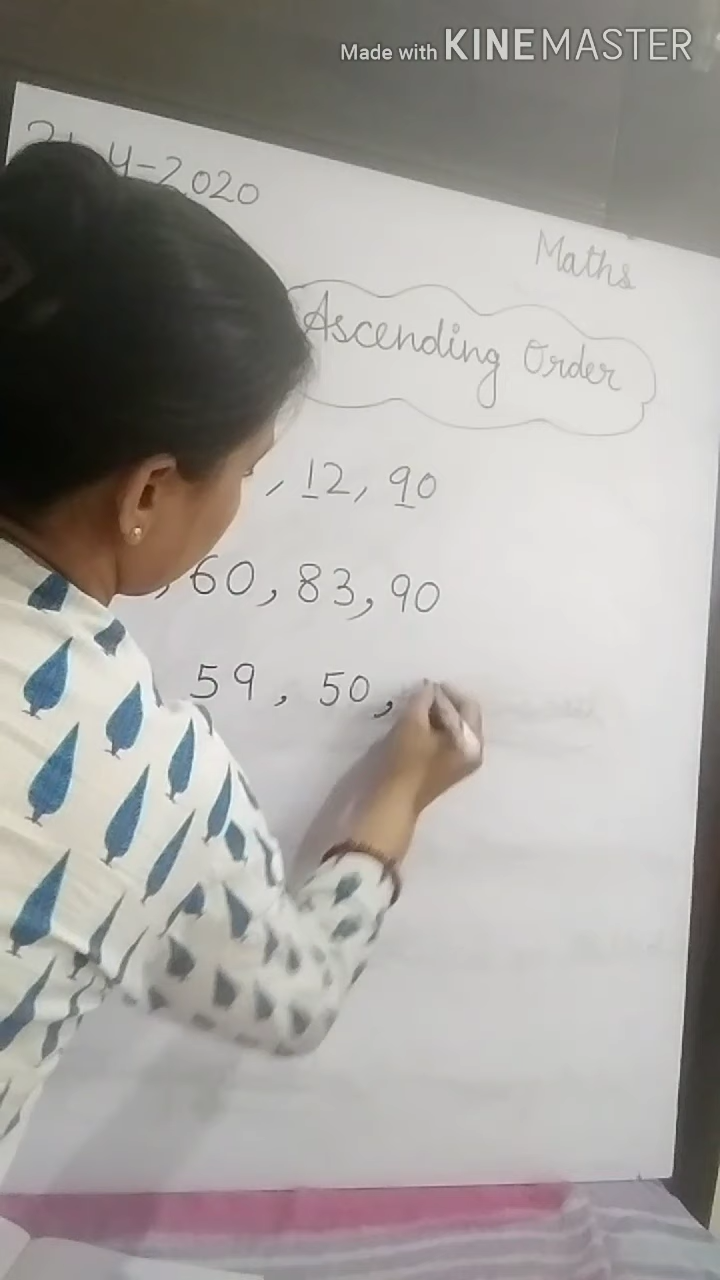 Made with KINEMASTER
4-2020
Maths
Ascending Order
, 12, 90
, 60, 83, 90
59, 50,